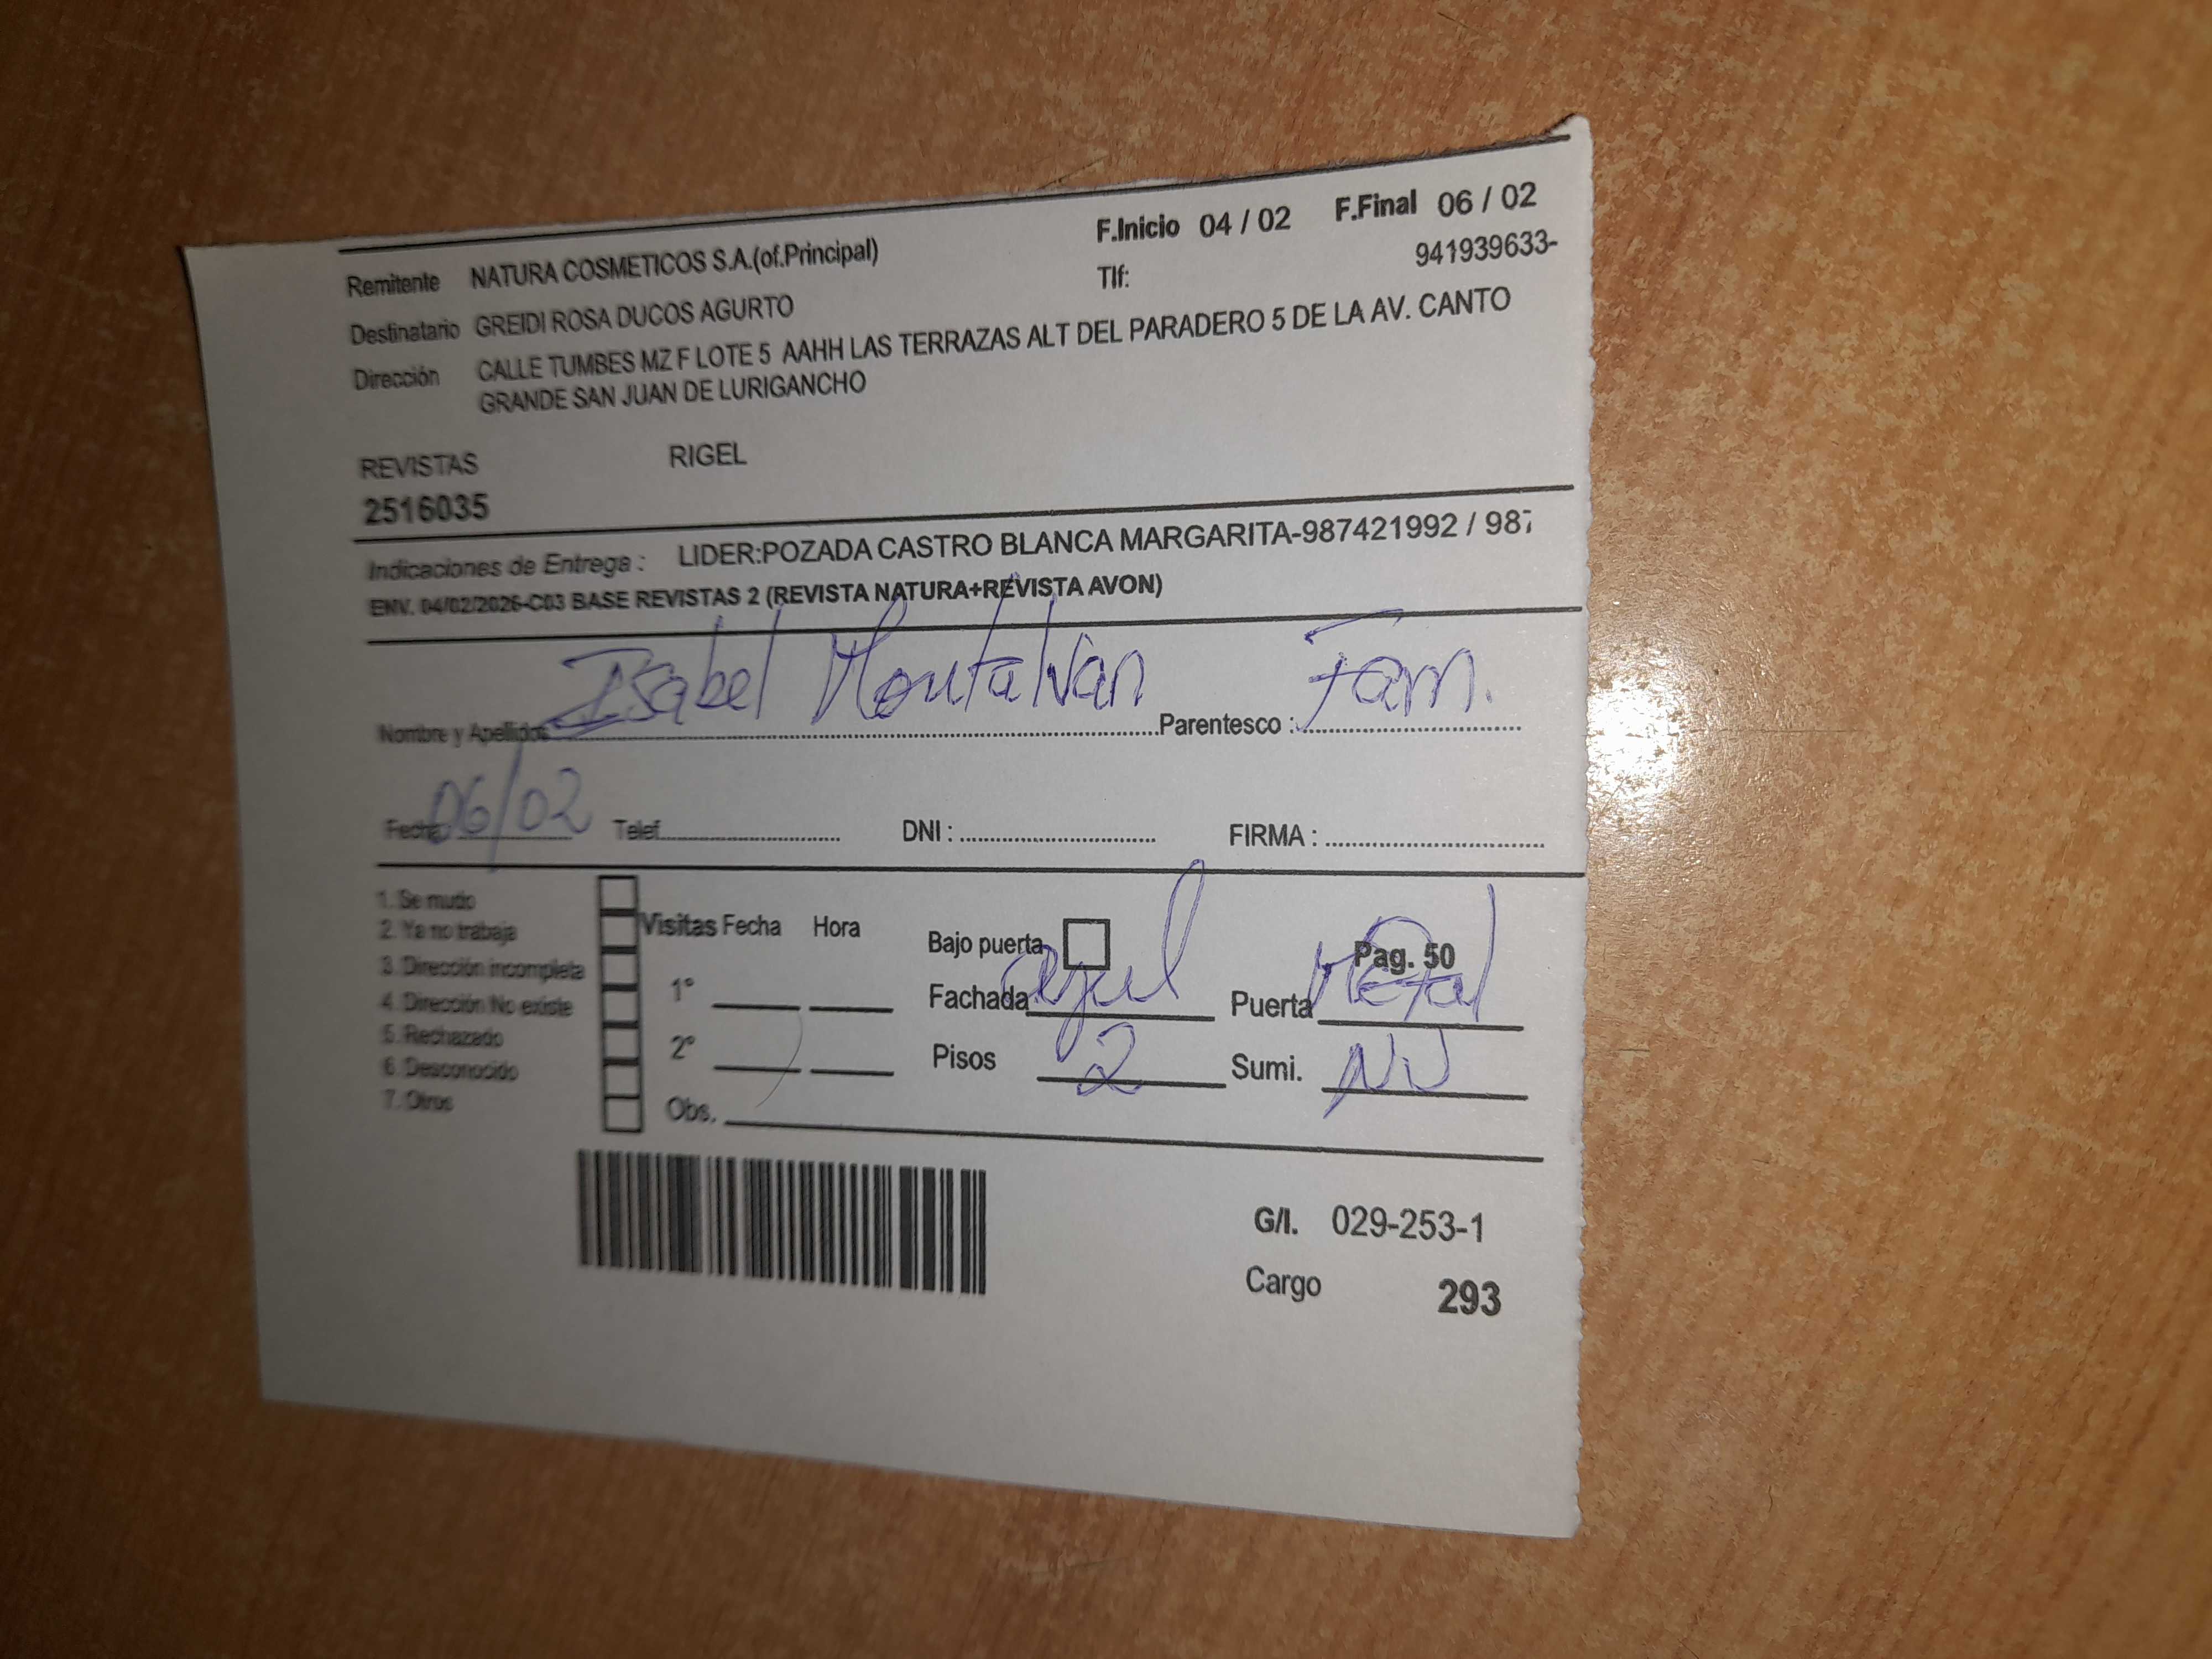 F.Inicio 04 / 02 F.Final 06 / 02
Remitente NATURA COSMETICOS S.A.(of.Principal) Tlf: 941939633-
Destinatario GREIDI ROSA DUCOS AGURTO
Dirección CALLE TUMBES MZ F LOTE 5 AAHH LAS TERRAZAS ALT DEL PARADERO 5 DE LA AV. CANTO
GRANDE SAN JUAN DE LURIGANCHO
REVISTAS RIGEL
2516035
Indicaciones de Entrega : LIDER:POZADA CASTRO BLANCA MARGARITA-987421992 / 987
ENV. 04/02/2026-C03 BASE REVISTAS 2 (REVISTA NATURA+REVISTA AVON)
Nombre y Apellidos Isabel Montalvan Parentesco : Fam.
Fecha 06/02 Telef. DNI : FIRMA :
1. Se mudo
2. Ya no trabaja
3. Dirección incompleta
4. Dirección No existe
5. Rechazado
6. Desconocido
7. Otros
Visitas Fecha Hora
1°
2°
Obs.
Bajo puerta Pag. 50
Fachada azul Puerta Metal
Pisos 2 Sumi.
G/I. 029-253-1
Cargo 293